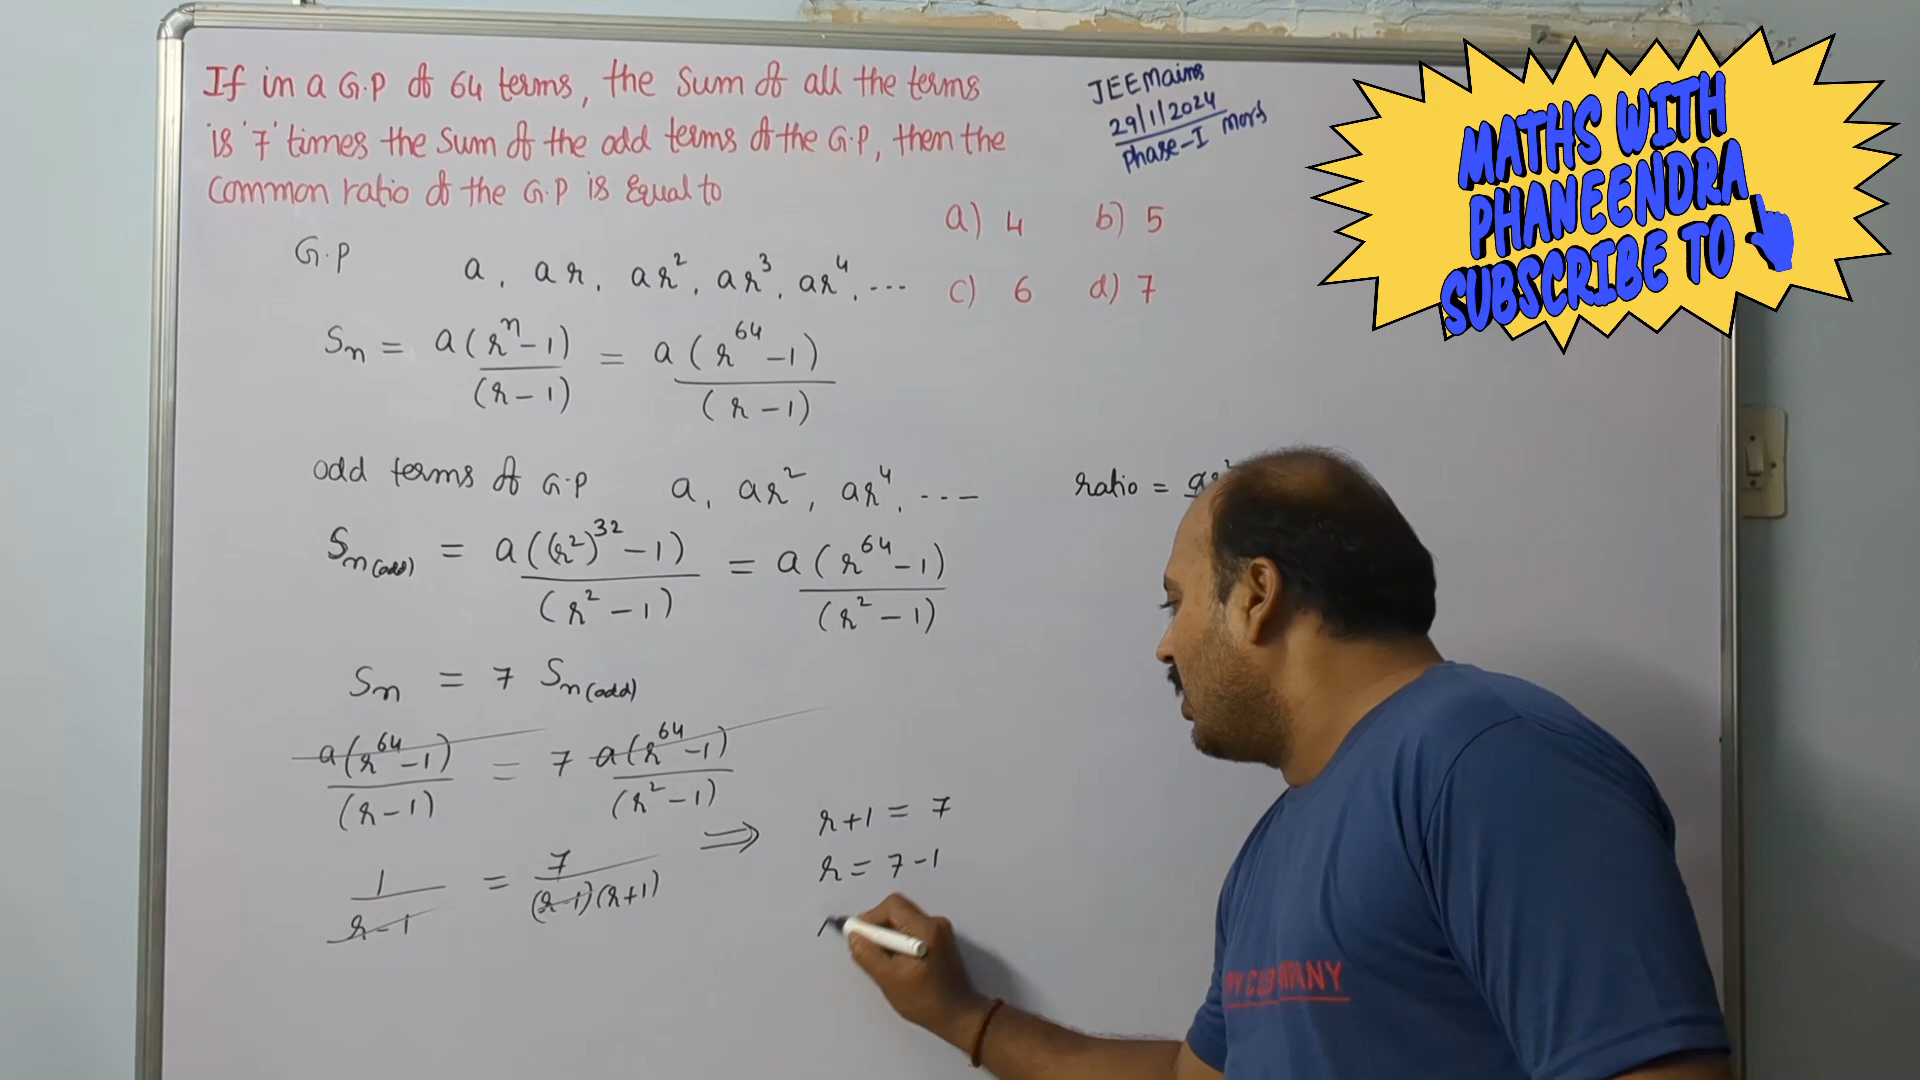 If in a G.P of 64 terms, the sum of all the terms
is '7' times the sum of the odd terms of the G.P, then the
common ratio of the G.P is Equal to
JEE Mains
29/1/2024
phase-I mors
a) 4 b) 5
c) 6 d) 7
MATHS WITH
PHANEENDRA
SUBSCRIBE TO
G.P a, ar, ar², ar³, ar⁴, ...
Sn = a(rⁿ-1)/(r-1) = a(r⁶⁴-1)/(r-1)
odd terms of G.P a, ar², ar⁴, ....
ratio =
Sn(odd) = a((r²)³²-1)/(r²-1) = a(r⁶⁴-1)/(r²-1)
Sn = 7 Sn(odd)
a(r⁶⁴-1)/(r-1) = 7 a(r⁶⁴-1)/(r²-1)
1/r-1 = 7/(r-1)(r+1) ⟹ r+1 = 7
r = 7-1